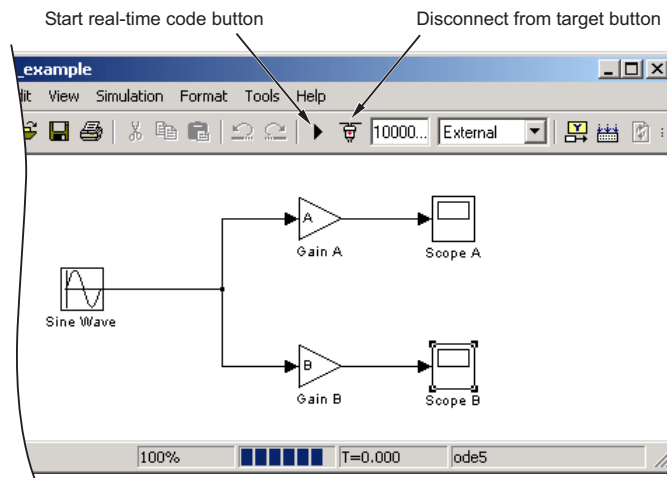 Start real-time code button
Disconnect from target button
_example
dit View Simulation Format Tools Help
10000... External
A
Gain A
Scope A
Sine Wave
B
Gain B
Scope B
100% T=0.000 ode5